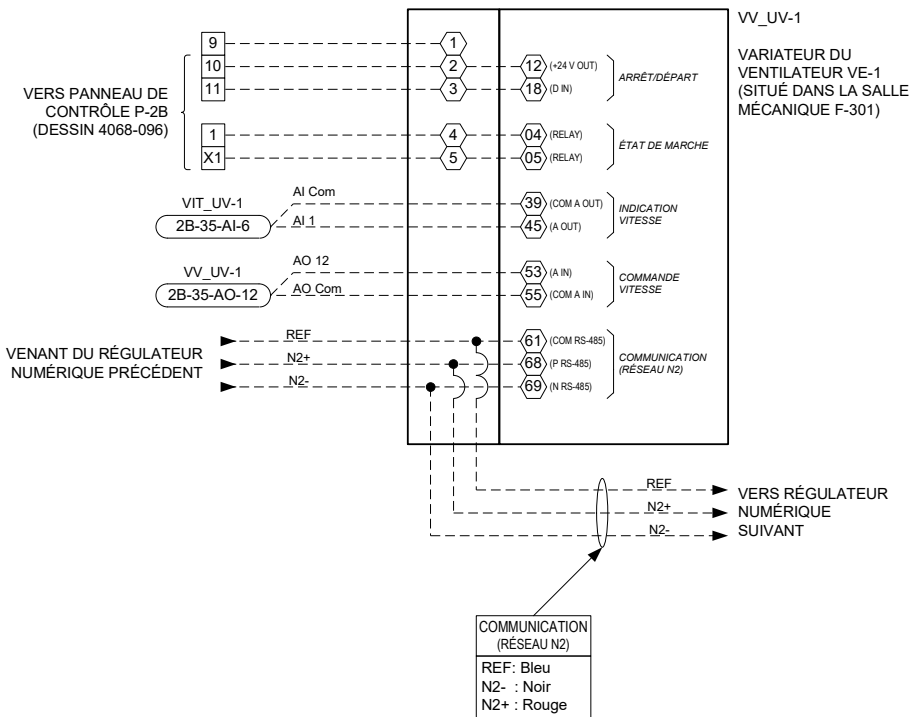 VV_UV-1
VARIATEUR DU
VENTILATEUR VE-1
(SITUÉ DANS LA SALLE
MÉCANIQUE F-301)
9
1
10
2
12 (+24 V OUT)
ARRÊT/DÉPART
11
3
18 (D IN)
VERS PANNEAU DE
CONTRÔLE P-2B
(DESSIN 4068-096)
1
4
04 (RELAY)
ÉTAT DE MARCHE
X1
5
05 (RELAY)
VIT_UV-1
2B-35-AI-6
AI Com
39 (COM A OUT)
AI 1
45 (A OUT)
INDICATION
VITESSE
VV_UV-1
2B-35-AO-12
AO 12
53 (A IN)
AO Com
55 (COM A IN)
COMMANDE
VITESSE
VENANT DU RÉGULATEUR
NUMÉRIQUE PRÉCÉDENT
REF
61 (COM RS-485)
N2+
68 (P RS-485)
N2-
69 (N RS-485)
COMMUNICATION
(RÉSEAU N2)
REF
N2+
N2-
VERS RÉGULATEUR
NUMÉRIQUE
SUIVANT
COMMUNICATION
(RÉSEAU N2)
REF: Bleu
N2- : Noir
N2+ : Rouge